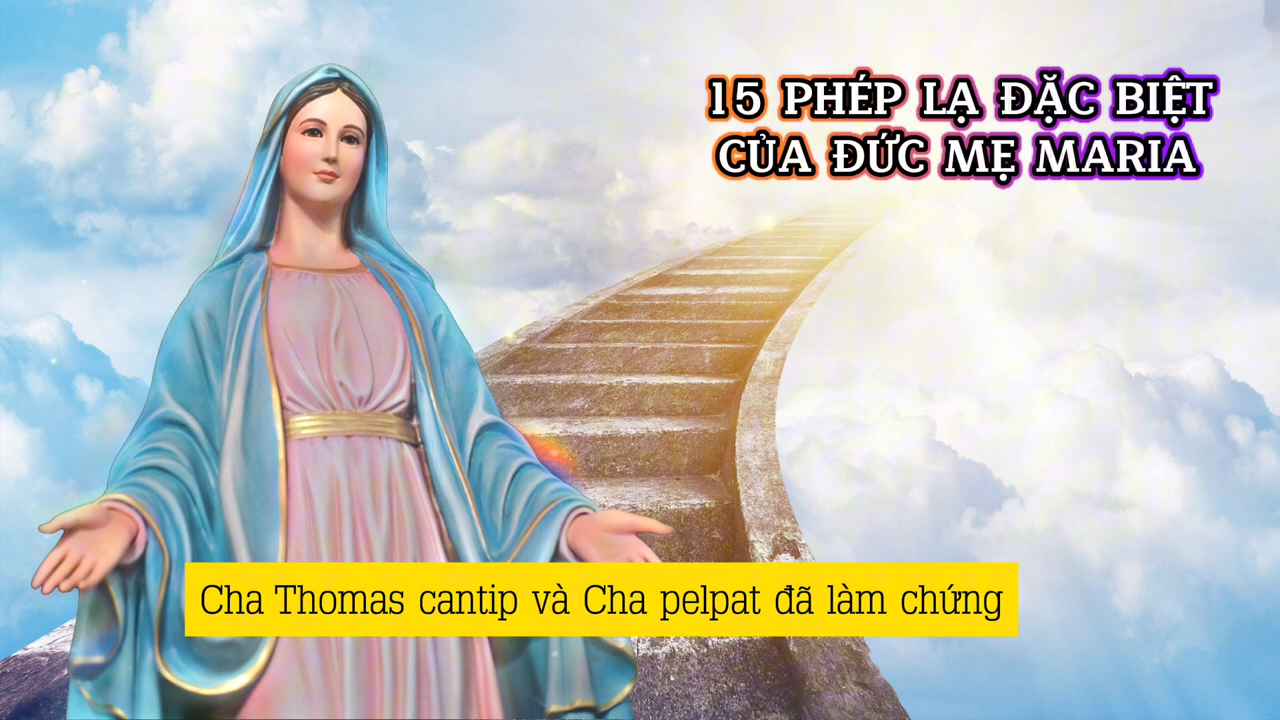 15 PHÉP LẠ ĐẶC BIỆT
CỦA ĐỨC MẸ MARIA
Cha Thomas cantip và Cha pelpat đã làm chứng